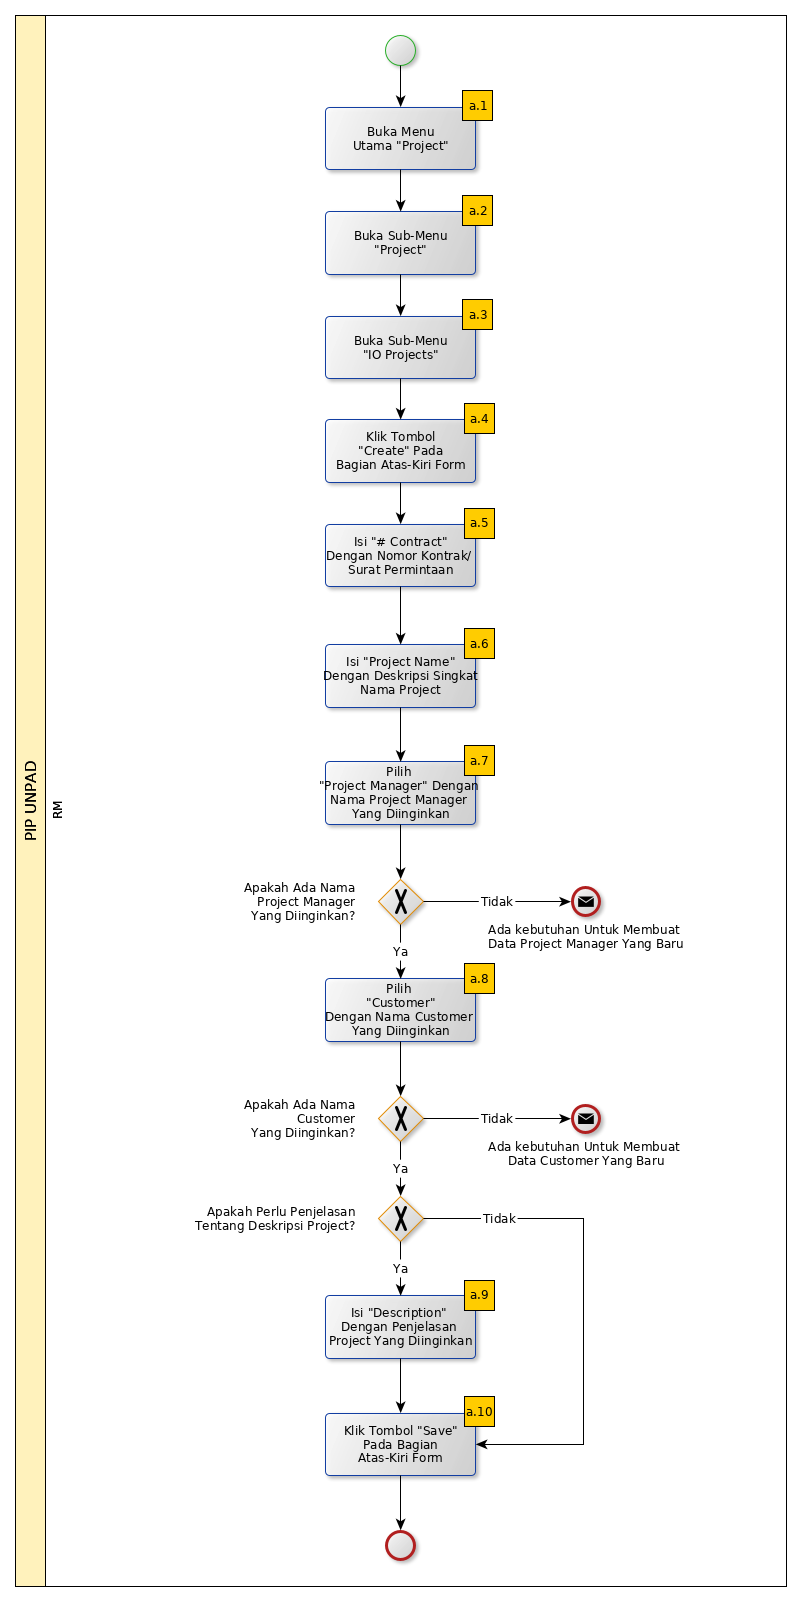 PIP UNPAD
RM
a.1
Buka Menu
Utama "Project"
a.2
Buka Sub-Menu
"Project"
a.3
Buka Sub-Menu
"IO Projects"
a.4
Klik Tombol
"Create" Pada
Bagian Atas-Kiri Form
a.5
Isi "# Contract"
Dengan Nomor Kontrak/
Surat Permintaan
a.6
Isi "Project Name"
Dengan Deskripsi Singkat
Nama Project
a.7
Pilih
"Project Manager" Dengan
Nama Project Manager
Yang Diinginkan
Apakah Ada Nama
Project Manager
Yang Diinginkan?
Tidak
Ada kebutuhan Untuk Membuat
Data Project Manager Yang Baru
Ya
a.8
Pilih
"Customer"
Dengan Nama Customer
Yang Diinginkan
Apakah Ada Nama
Customer
Yang Diinginkan?
Tidak
Ada kebutuhan Untuk Membuat
Data Customer Yang Baru
Ya
Apakah Perlu Penjelasan
Tentang Deskripsi Project?
Tidak
Ya
a.9
Isi "Description"
Dengan Penjelasan
Project Yang Diinginkan
a.10
Klik Tombol "Save"
Pada Bagian
Atas-Kiri Form